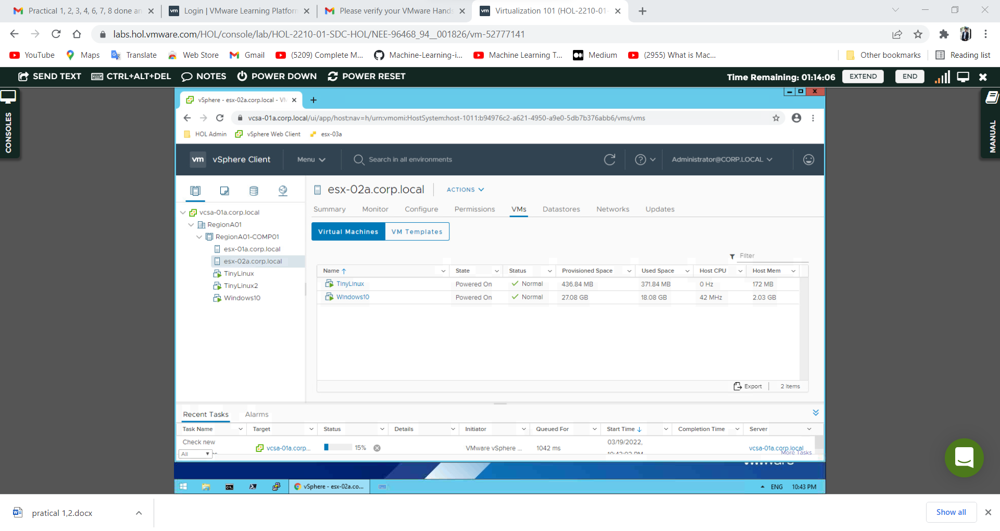 Practical 1, 2, 3, 4, 6, 7, 8 done an
Login | VMware Learning Platform
Please verify your VMware Hands
vm Virtualization 101 (HOL-2210-01-
labs.hol.vmware.com/HOL/console/lab/HOL-2210-01-SDC-HOL/NEE-96468_94__001826/vm-52777141
YouTube Maps Translate Web Store Gmail (5209) Complete M... Machine-Learning-i... Machine Learning T... Medium (2955) What is Mac... Other bookmarks Reading list
SEND TEXT CTRL+ALT+DEL NOTES POWER DOWN POWER RESET Time Remaining: 01:14:06 EXTEND END
CONSOLES
MANUAL
vSphere - esx-02a.corp.local - VM
vcsa-01a.corp.local/ui/app/host;nav=h/urn:vmomi:HostSystem:host-1011:b94976c2-a621-4950-a9e0-5db7b376abb6/vms/vms
HOL Admin vSphere Web Client esx-03a
vm vSphere Client Menu Search in all environments Administrator@CORP.LOCAL
esx-02a.corp.local ACTIONS
Summary Monitor Configure Permissions VMs Datastores Networks Updates
vcsa-01a.corp.local
RegionA01
RegionA01-COMP01
esx-01a.corp.local
esx-02a.corp.local
TinyLinux
TinyLinux2
Windows10
Virtual Machines VM Templates
Filter
Name State Status Provisioned Space Used Space Host CPU Host Mem
TinyLinux Powered On Normal 436.84 MB 371.84 MB 0 Hz 172 MB
Windows10 Powered On Normal 27.08 GB 18.08 GB 42 MHz 2.03 GB
Export 2 items
Recent Tasks Alarms
Task Name Target Status Details Initiator Queued For Start Time Completion Time Server
Check new vcsa-01a.corp... 15% VMware vSphere ... 1042 ms 03/19/2022, vcsa-01a.corp.local
All More Tasks
vmware
vSphere - esx-02a.co... ENG 10:43 PM
pratical 1,2.docx Show all